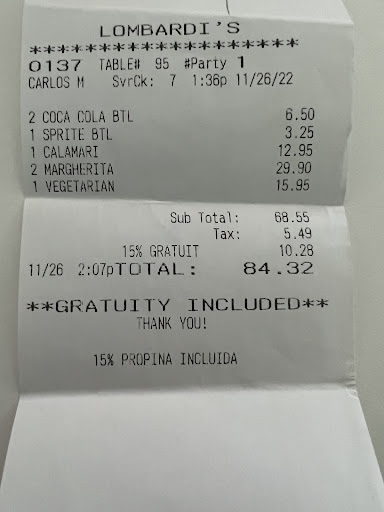 LOMBARDI'S
*******************
0137 TABLE# 95 #Party 1
CARLOS M SvrCk: 7 1:36p 11/26/22
2 COCA COLA BTL 6.50
1 SPRITE BTL 3.25
1 CALAMARI 12.95
2 MARGHERITA 29.90
1 VEGETARIAN 15.95
Sub Total: 68.55
Tax: 5.49
15% GRATUIT 10.28
11/26 2:07pTOTAL: 84.32
**GRATUITY INCLUDED**
THANK YOU!
15% PROPINA INCLUIDA